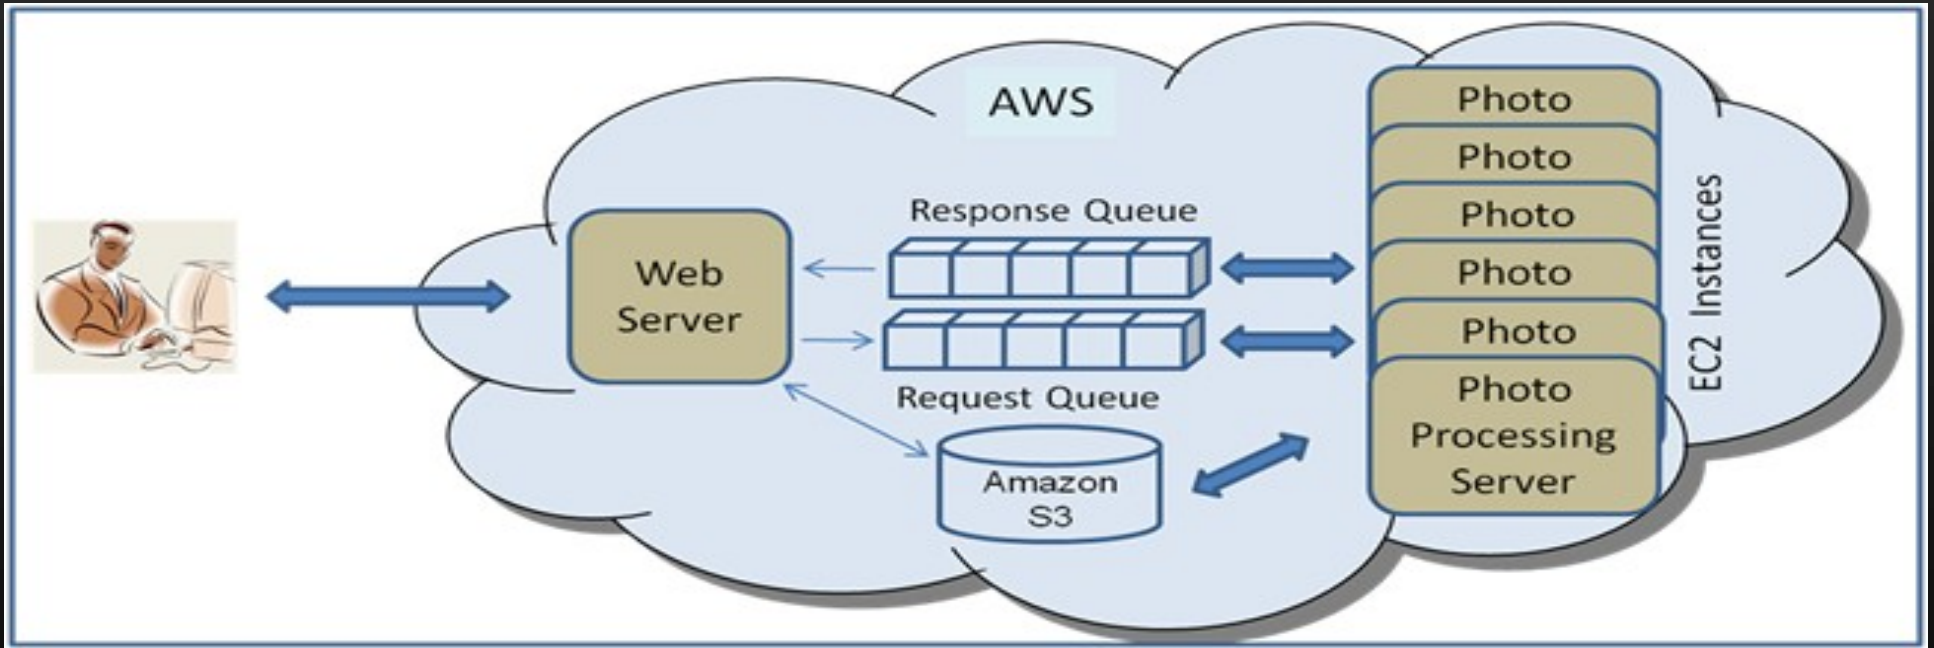 AWS
Response Queue
Web
Server
Request Queue
Amazon
S3
Photo
Photo
Photo
Photo
Photo
Photo
Processing
Server
EC2 Instances